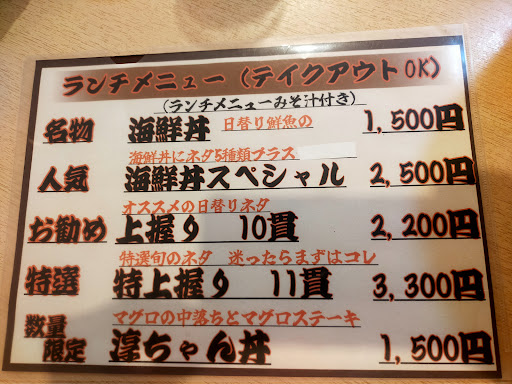 ランチメニュー（テイクアウトOK）
（ランチメニューみそ汁付き）
名物 海鮮丼 日替り鮮魚の 1,500円
海鮮丼にネタ5種類プラス
人気 海鮮丼スペシャル 2,500円
オススメの日替りネタ
お勧め 上握り 10貫 2,200円
特選旬のネタ 迷ったらまずはコレ
特選 特上握り 11貫 3,300円
マグロの中落ちとマグロステーキ
数量限定 淳ちゃん丼 1,500円